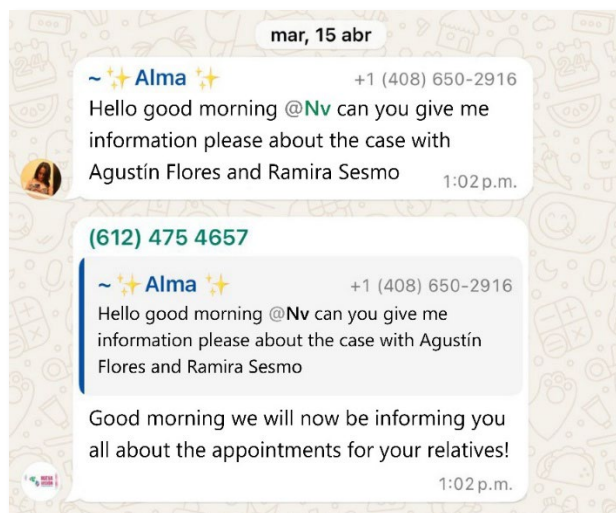 mar, 15 abr
~ ✨ Alma ✨ +1 (408) 650-2916
Hello good morning @Nv can you give me
information please about the case with
Agustín Flores and Ramira Sesmo
1:02 p.m.
(612) 475 4657
~ ✨ Alma ✨ +1 (408) 650-2916
Hello good morning @Nv can you give me
information please about the case with Agustín
Flores and Ramira Sesmo
Good morning we will now be informing you
all about the appointments for your relatives!
1:02 p.m.